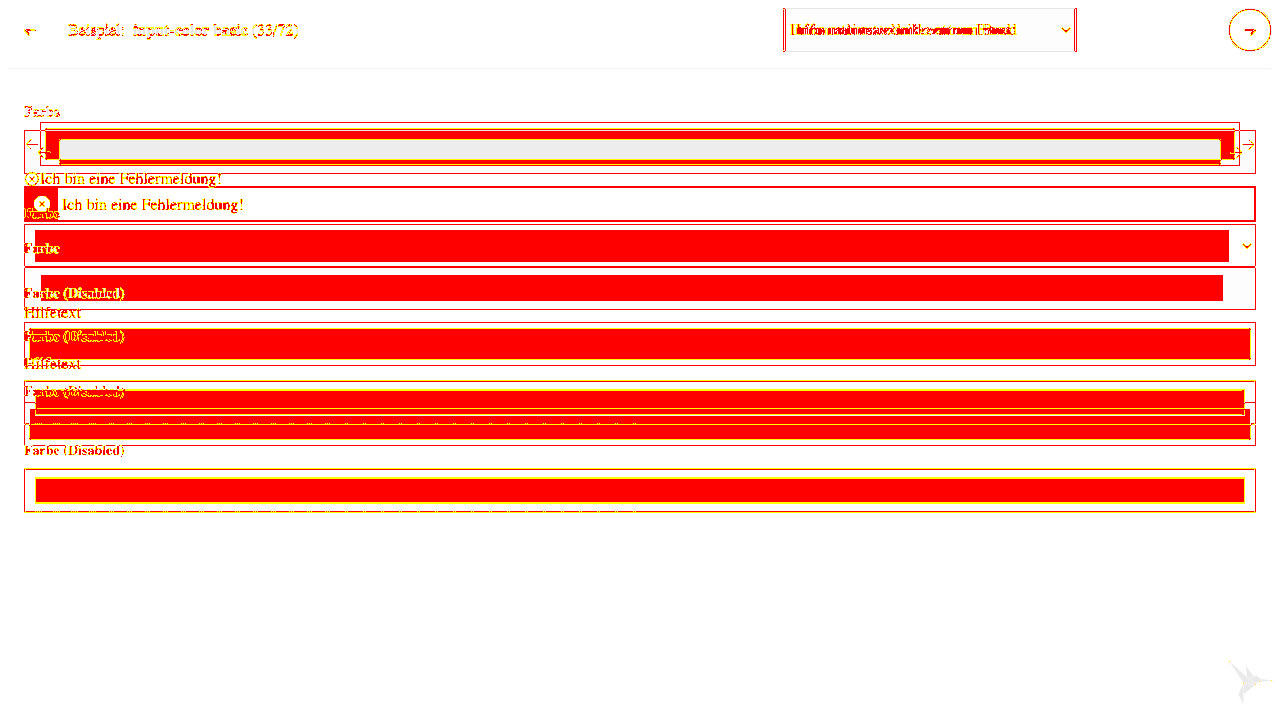 Beispiel: input-color basic (33/72)
Farbe
Ich bin eine Fehlermeldung!
Ich bin eine Fehlermeldung!
Farbe
Farbe
Farbe (Disabled)
Hilfetext
Farbe (Disabled)
Hilfetext
Farbe (Disabled)
Farbe (Disabled)